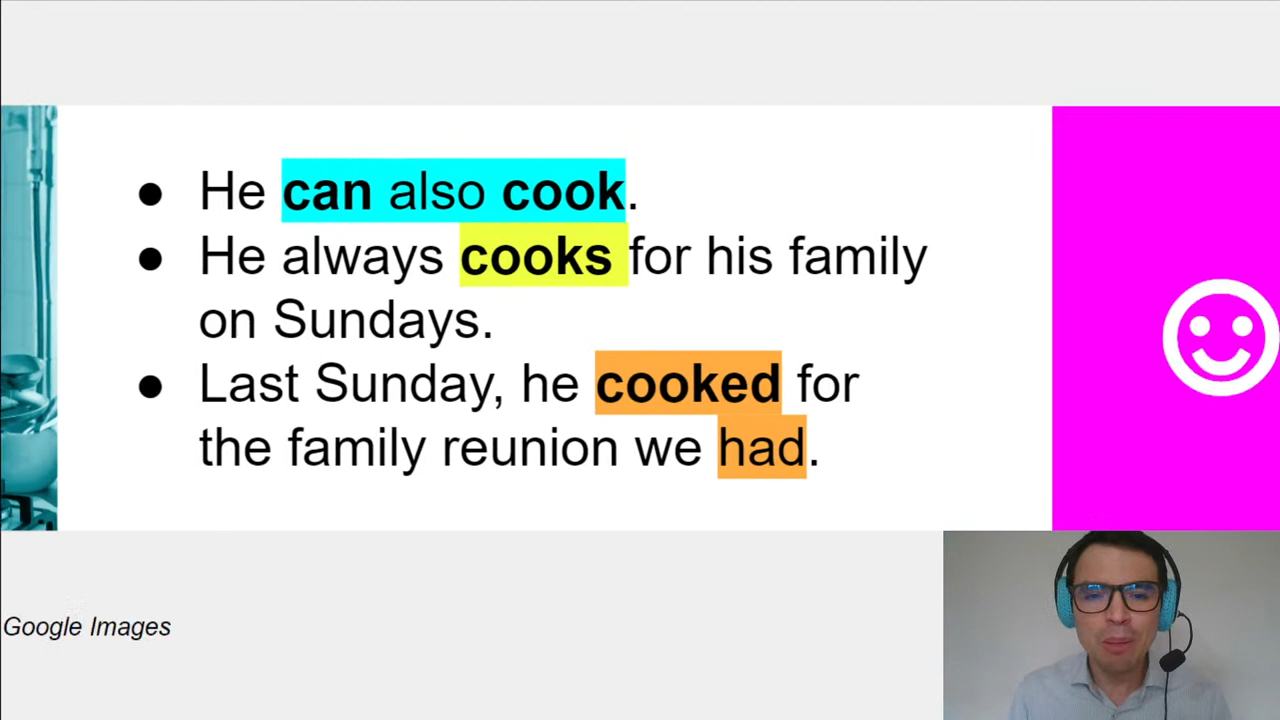 ● He can also cook.
● He always cooks for his family
on Sundays.
● Last Sunday, he cooked for
the family reunion we had.
Google Images